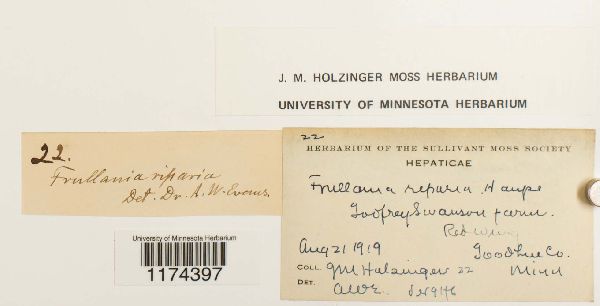 J. M. HOLZINGER MOSS HERBARIUM
UNIVERSITY OF MINNESOTA HERBARIUM
22.
Frullania riparia
Det. Dr. A. W. Evans
University of Minnesota Herbarium
1174397
22
HERBARIUM OF THE SULLIVANT MOSS SOCIETY
HEPATICAE
Frullania riparia Hampe
Godfrey Swanson farm.
Red Wing
Aug 21 1919 Goodhue Co.
COLL. J M Holzinger 22 Minn
DET. AWE